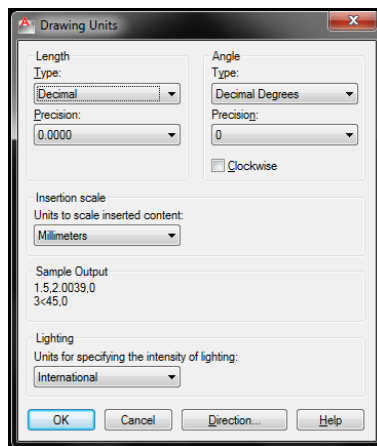 Drawing Units
Length
Type:
Decimal
Precision:
0.0000
Angle
Type:
Decimal Degrees
Precision:
0
Clockwise
Insertion scale
Units to scale inserted content:
Millimeters
Sample Output
1.5,2.0039,0
3<45,0
Lighting
Units for specifying the intensity of lighting:
International
OK
Cancel
Direction...
Help